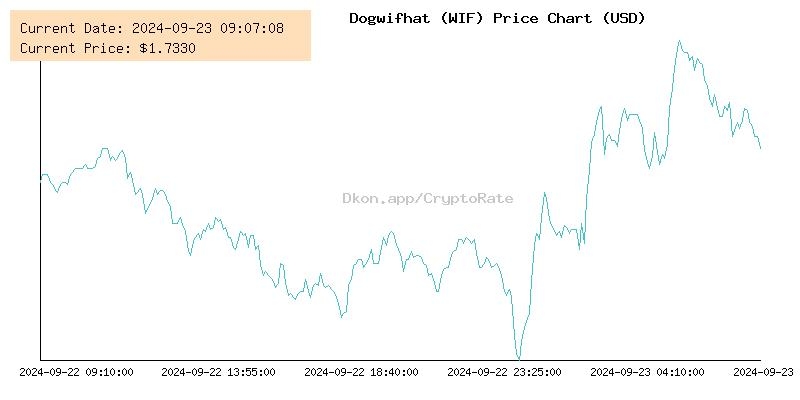 Dogwifhat (WIF) Price Chart (USD)
Current Date: 2024-09-23 09:07:08
Current Price: $1.7330
Dkon.app/CryptoRate
2024-09-22 09:10:00 2024-09-22 13:55:00 2024-09-22 18:40:00 2024-09-22 23:25:00 2024-09-23 04:10:00 2024-09-23